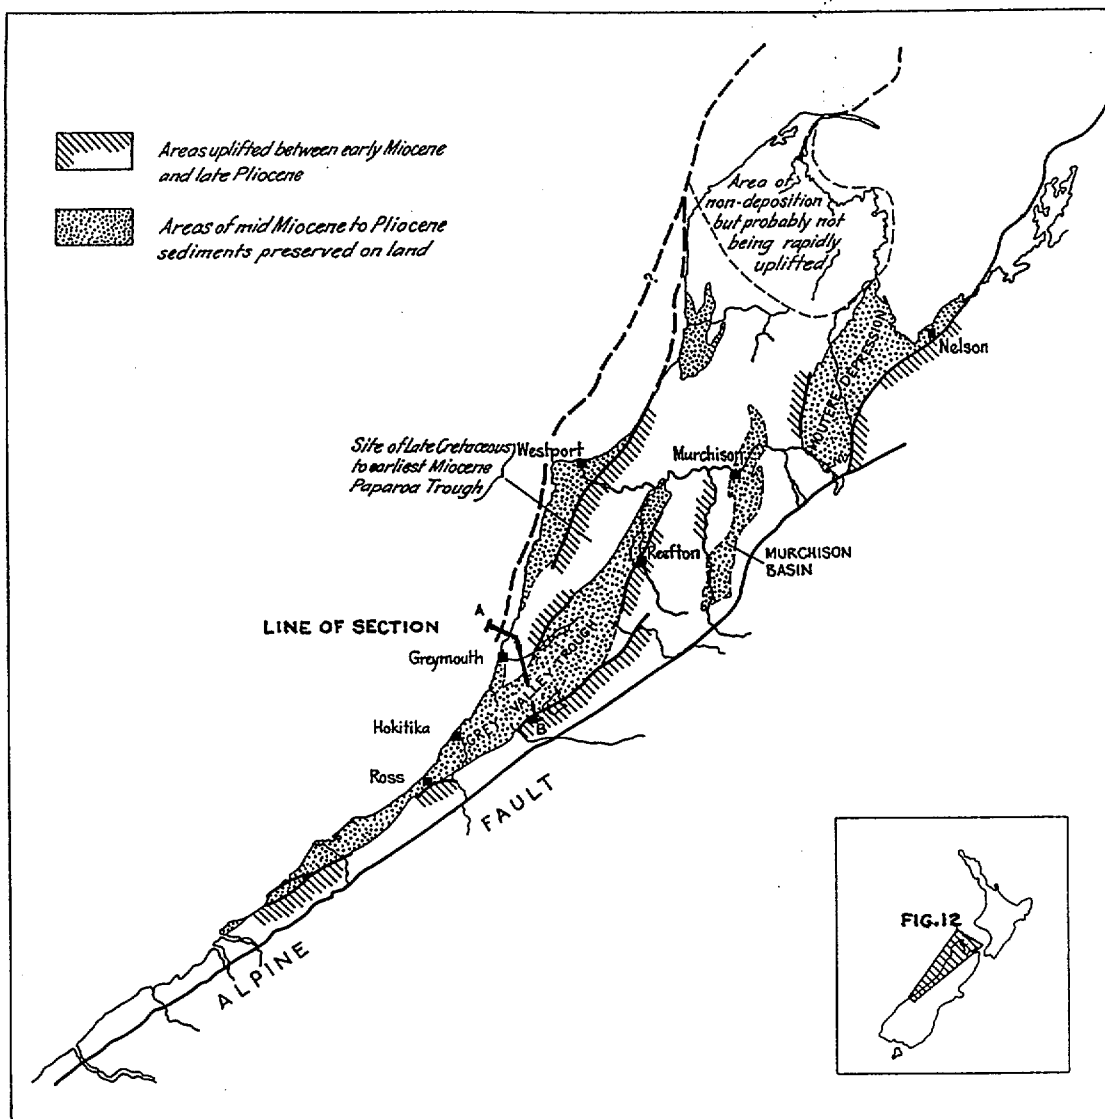 Areas uplifted between early Miocene
and late Pliocene
Areas of mid Miocene to Pliocene
sediments preserved on land
Area of
non-deposition
but probably not
being rapidly
uplifted
?
Nelson
MOUTERE DEPRESSION
Site of Late Cretaceous
to earliest Miocene
Paparoa Trough
Westport
Murchison
Reefton
MURCHISON
BASIN
A
LINE OF SECTION
Greymouth
GREY VALLEY TROUGH
B
Hokitika
Ross
ALPINE FAULT
FIG.12